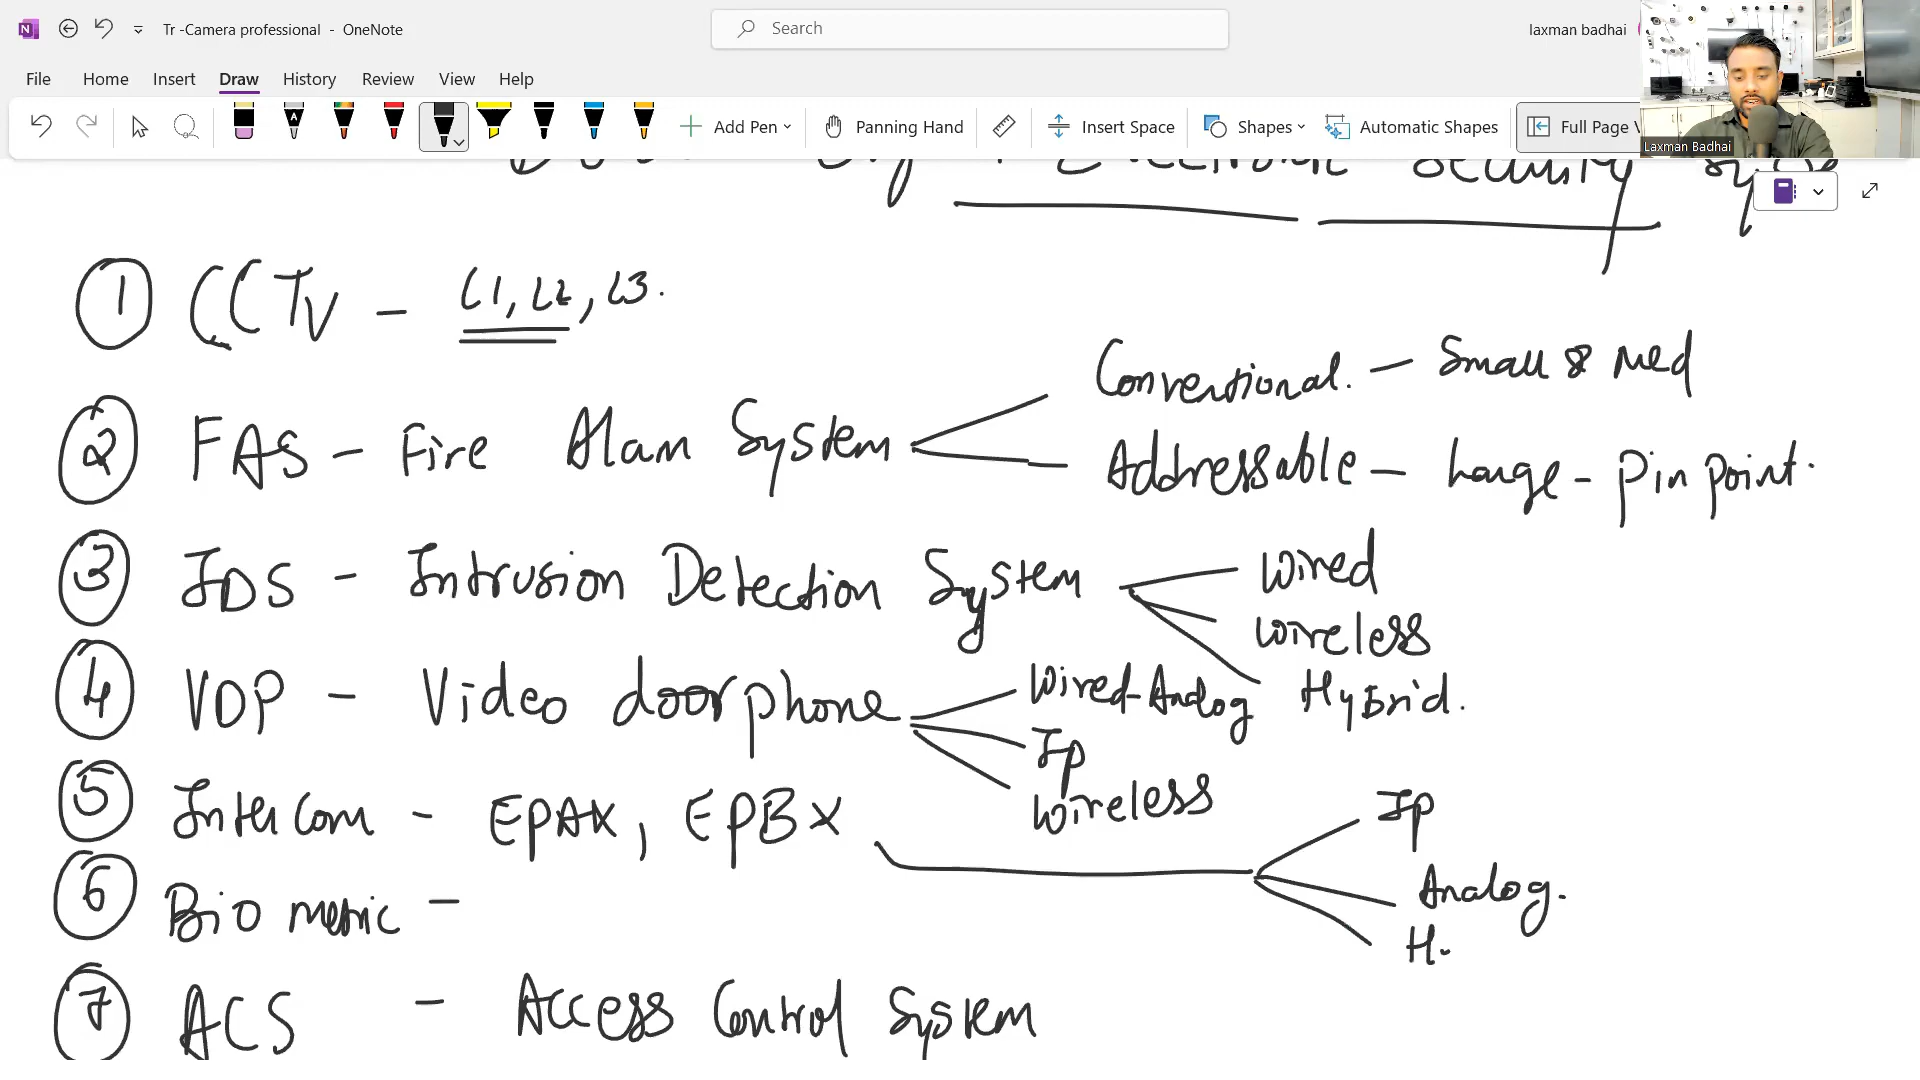 Tr -Camera professional - OneNote
Search
laxman badhai
File Home Insert Draw History Review View Help
Add Pen Panning Hand Insert Space Shapes Automatic Shapes Full Page V
Laxman Badhai
Electronic Security
1 CCTV - L1, L2, L3.
Conventional. - Small & Med
2 FAS - Fire Alam System
Addressable - Large - Pin point.
3 IDS - Intrusion Detection System
Wired
Wireless
Hybrid.
4 VDP - Video doorphone
Wired-Analog
Ip
Wireless
5 Intercom - EPAX, EPBX
Ip
Analog.
H.
6 Bio metric -
7 ACS - Access Control System